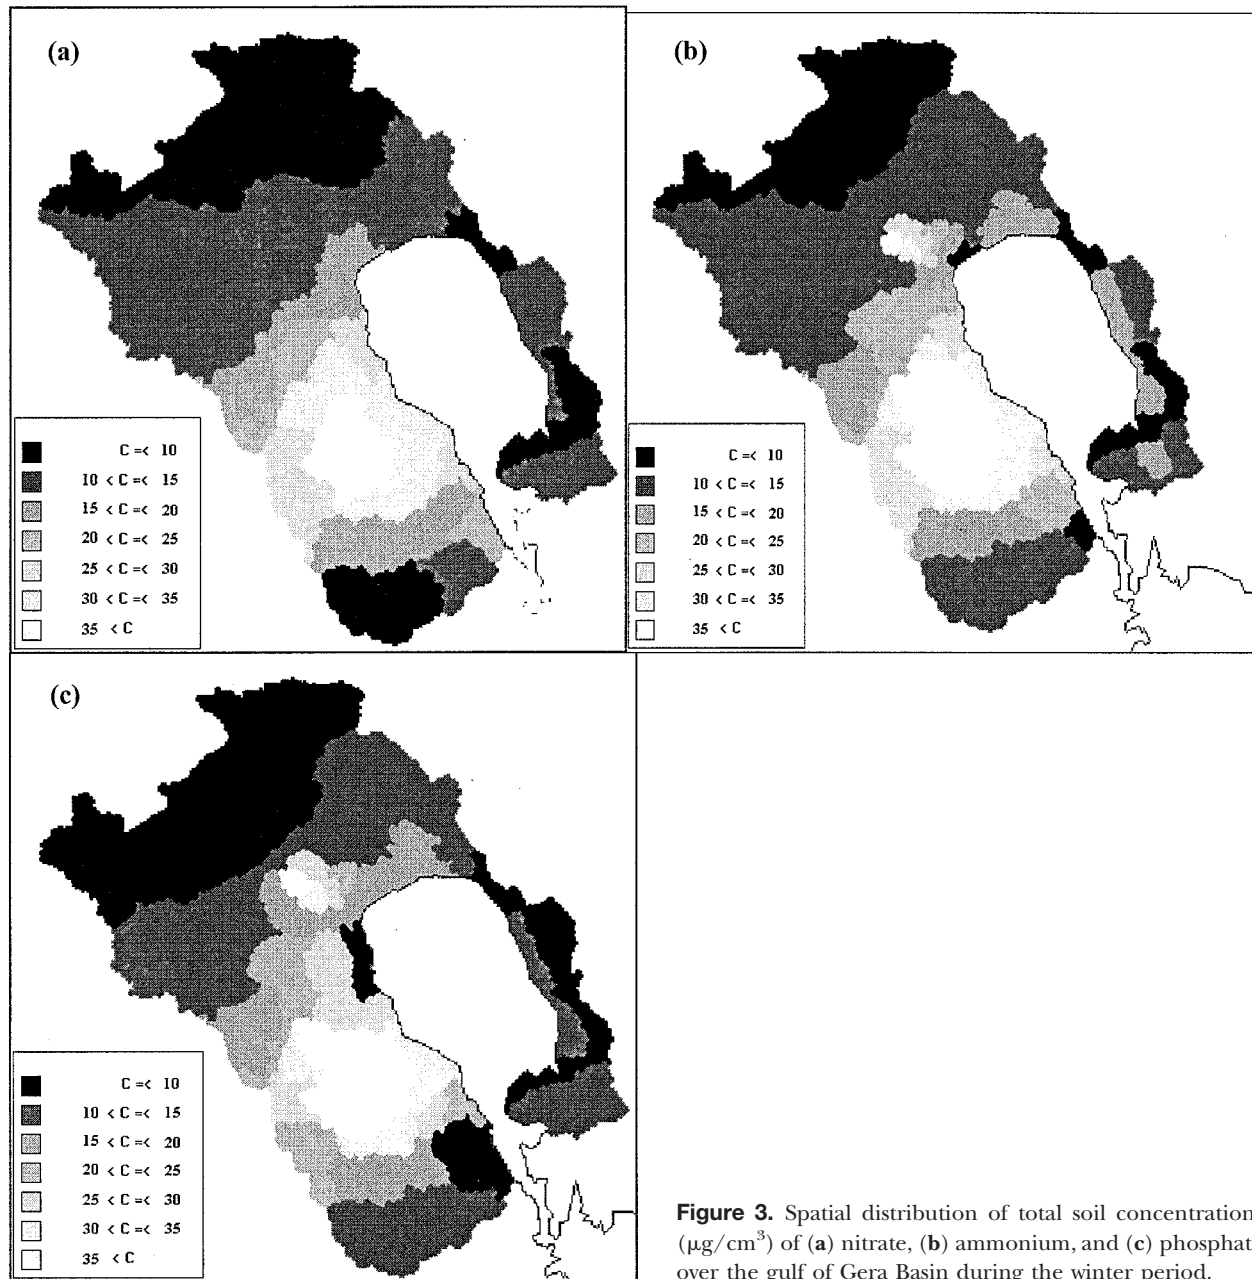 (a)
C =< 10
10 < C =< 15
15 < C =< 20
20 < C =< 25
25 < C =< 30
30 < C =< 35
35 < C
(b)
C =< 10
10 < C =< 15
15 < C =< 20
20 < C =< 25
25 < C =< 30
30 < C =< 35
35 < C
(c)
C =< 10
10 < C =< 15
15 < C =< 20
20 < C =< 25
25 < C =< 30
30 < C =< 35
35 < C
Figure 3. Spatial distribution of total soil concentration
(μg/cm³) of (a) nitrate, (b) ammonium, and (c) phosphat
over the gulf of Gera Basin during the winter period.